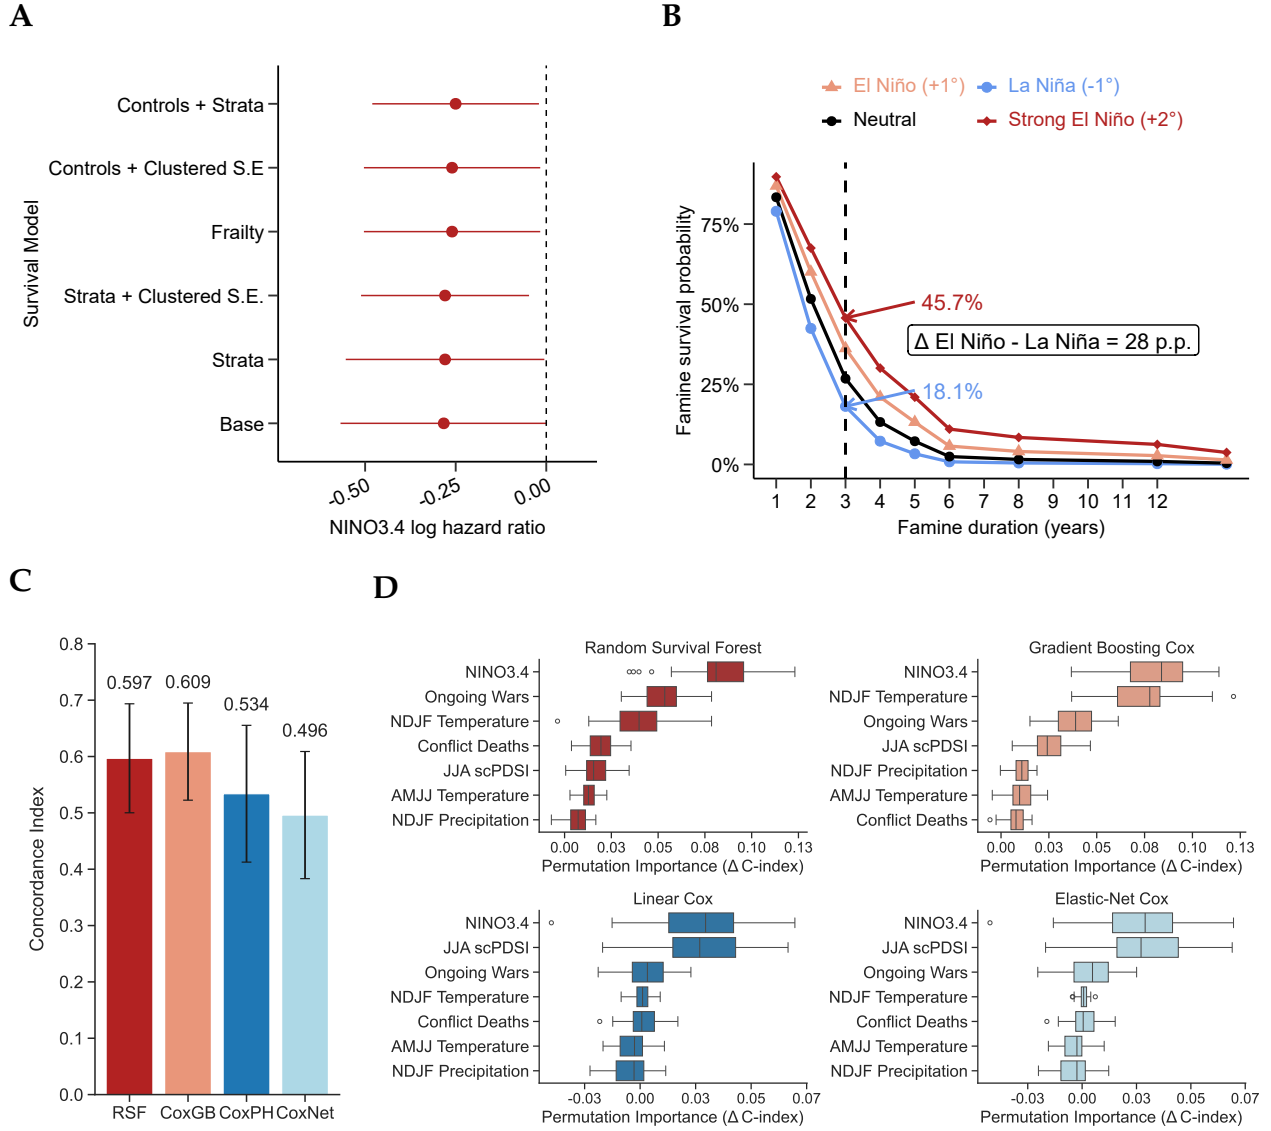 A
Controls + Strata
Controls + Clustered S.E
Frailty
Strata + Clustered S.E.
Strata
Base
Survival Model
-0.50
-0.25
0.00
NINO3.4 log hazard ratio
B
El Niño (+1°)
La Niña (-1°)
Neutral
Strong El Niño (+2°)
Famine survival probability
75%
50%
25%
0%
45.7%
Δ El Niño - La Niña = 28 p.p.
18.1%
1 2 3 4 5 6 7 8 9 10 11 12
Famine duration (years)
C
Concordance Index
0.8
0.7
0.6
0.5
0.4
0.3
0.2
0.1
0.0
0.597
0.609
0.534
0.496
RSF CoxGB CoxPH CoxNet
D
Random Survival Forest
NINO3.4
Ongoing Wars
NDJF Temperature
Conflict Deaths
JJA scPDSI
AMJJ Temperature
NDJF Precipitation
0.00 0.03 0.05 0.08 0.10 0.13
Permutation Importance (Δ C-index)
Gradient Boosting Cox
NINO3.4
NDJF Temperature
Ongoing Wars
JJA scPDSI
NDJF Precipitation
AMJJ Temperature
Conflict Deaths
0.00 0.03 0.05 0.08 0.10 0.13
Permutation Importance (Δ C-index)
Linear Cox
NINO3.4
JJA scPDSI
Ongoing Wars
NDJF Temperature
Conflict Deaths
AMJJ Temperature
NDJF Precipitation
-0.03 0.00 0.03 0.05 0.07
Permutation Importance (Δ C-index)
Elastic-Net Cox
NINO3.4
JJA scPDSI
Ongoing Wars
NDJF Temperature
Conflict Deaths
AMJJ Temperature
NDJF Precipitation
-0.03 0.00 0.03 0.05 0.07
Permutation Importance (Δ C-index)